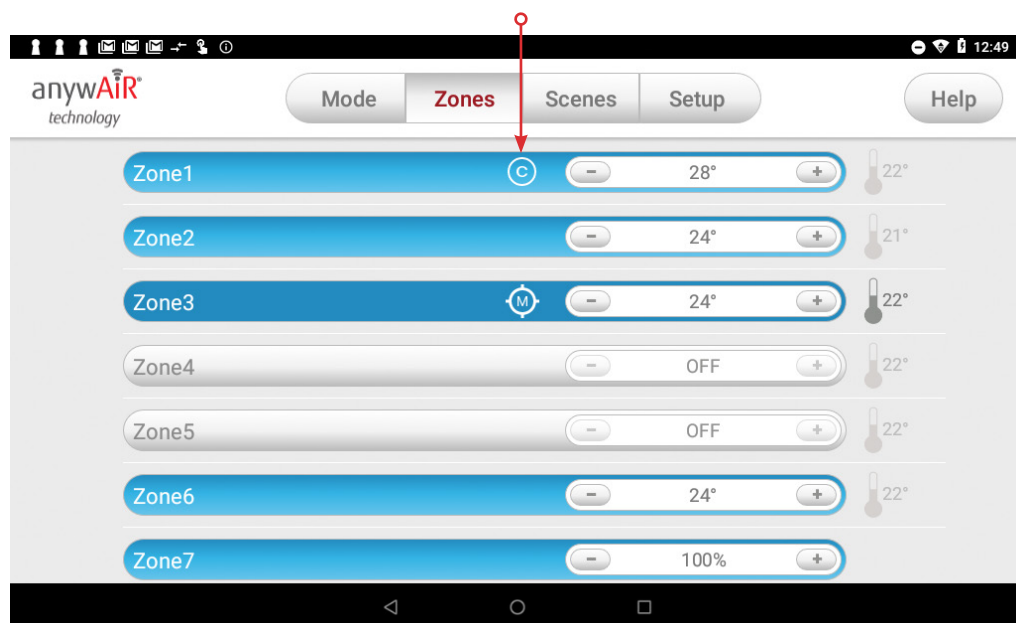 12:49
anywAiR®
technology
Mode Zones Scenes Setup Help
Zone1 C - 28° + 22°
Zone2 - 24° + 21°
Zone3 M - 24° + 22°
Zone4 - OFF + 22°
Zone5 - OFF + 22°
Zone6 - 24° + 22°
Zone7 - 100% +